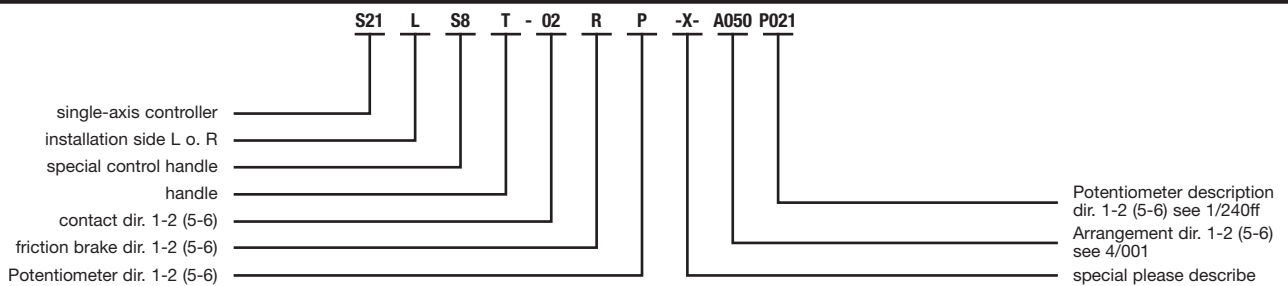 S21 L S8 T - 02 R P -X- A050 P021
single-axis controller
installation side L o. R
special control handle
handle
contact dir. 1-2 (5-6)
friction brake dir. 1-2 (5-6)
Potentiometer dir. 1-2 (5-6)
Potentiometer description
dir. 1-2 (5-6) see 1/240ff
Arrangement dir. 1-2 (5-6)
see 4/001
special please describe